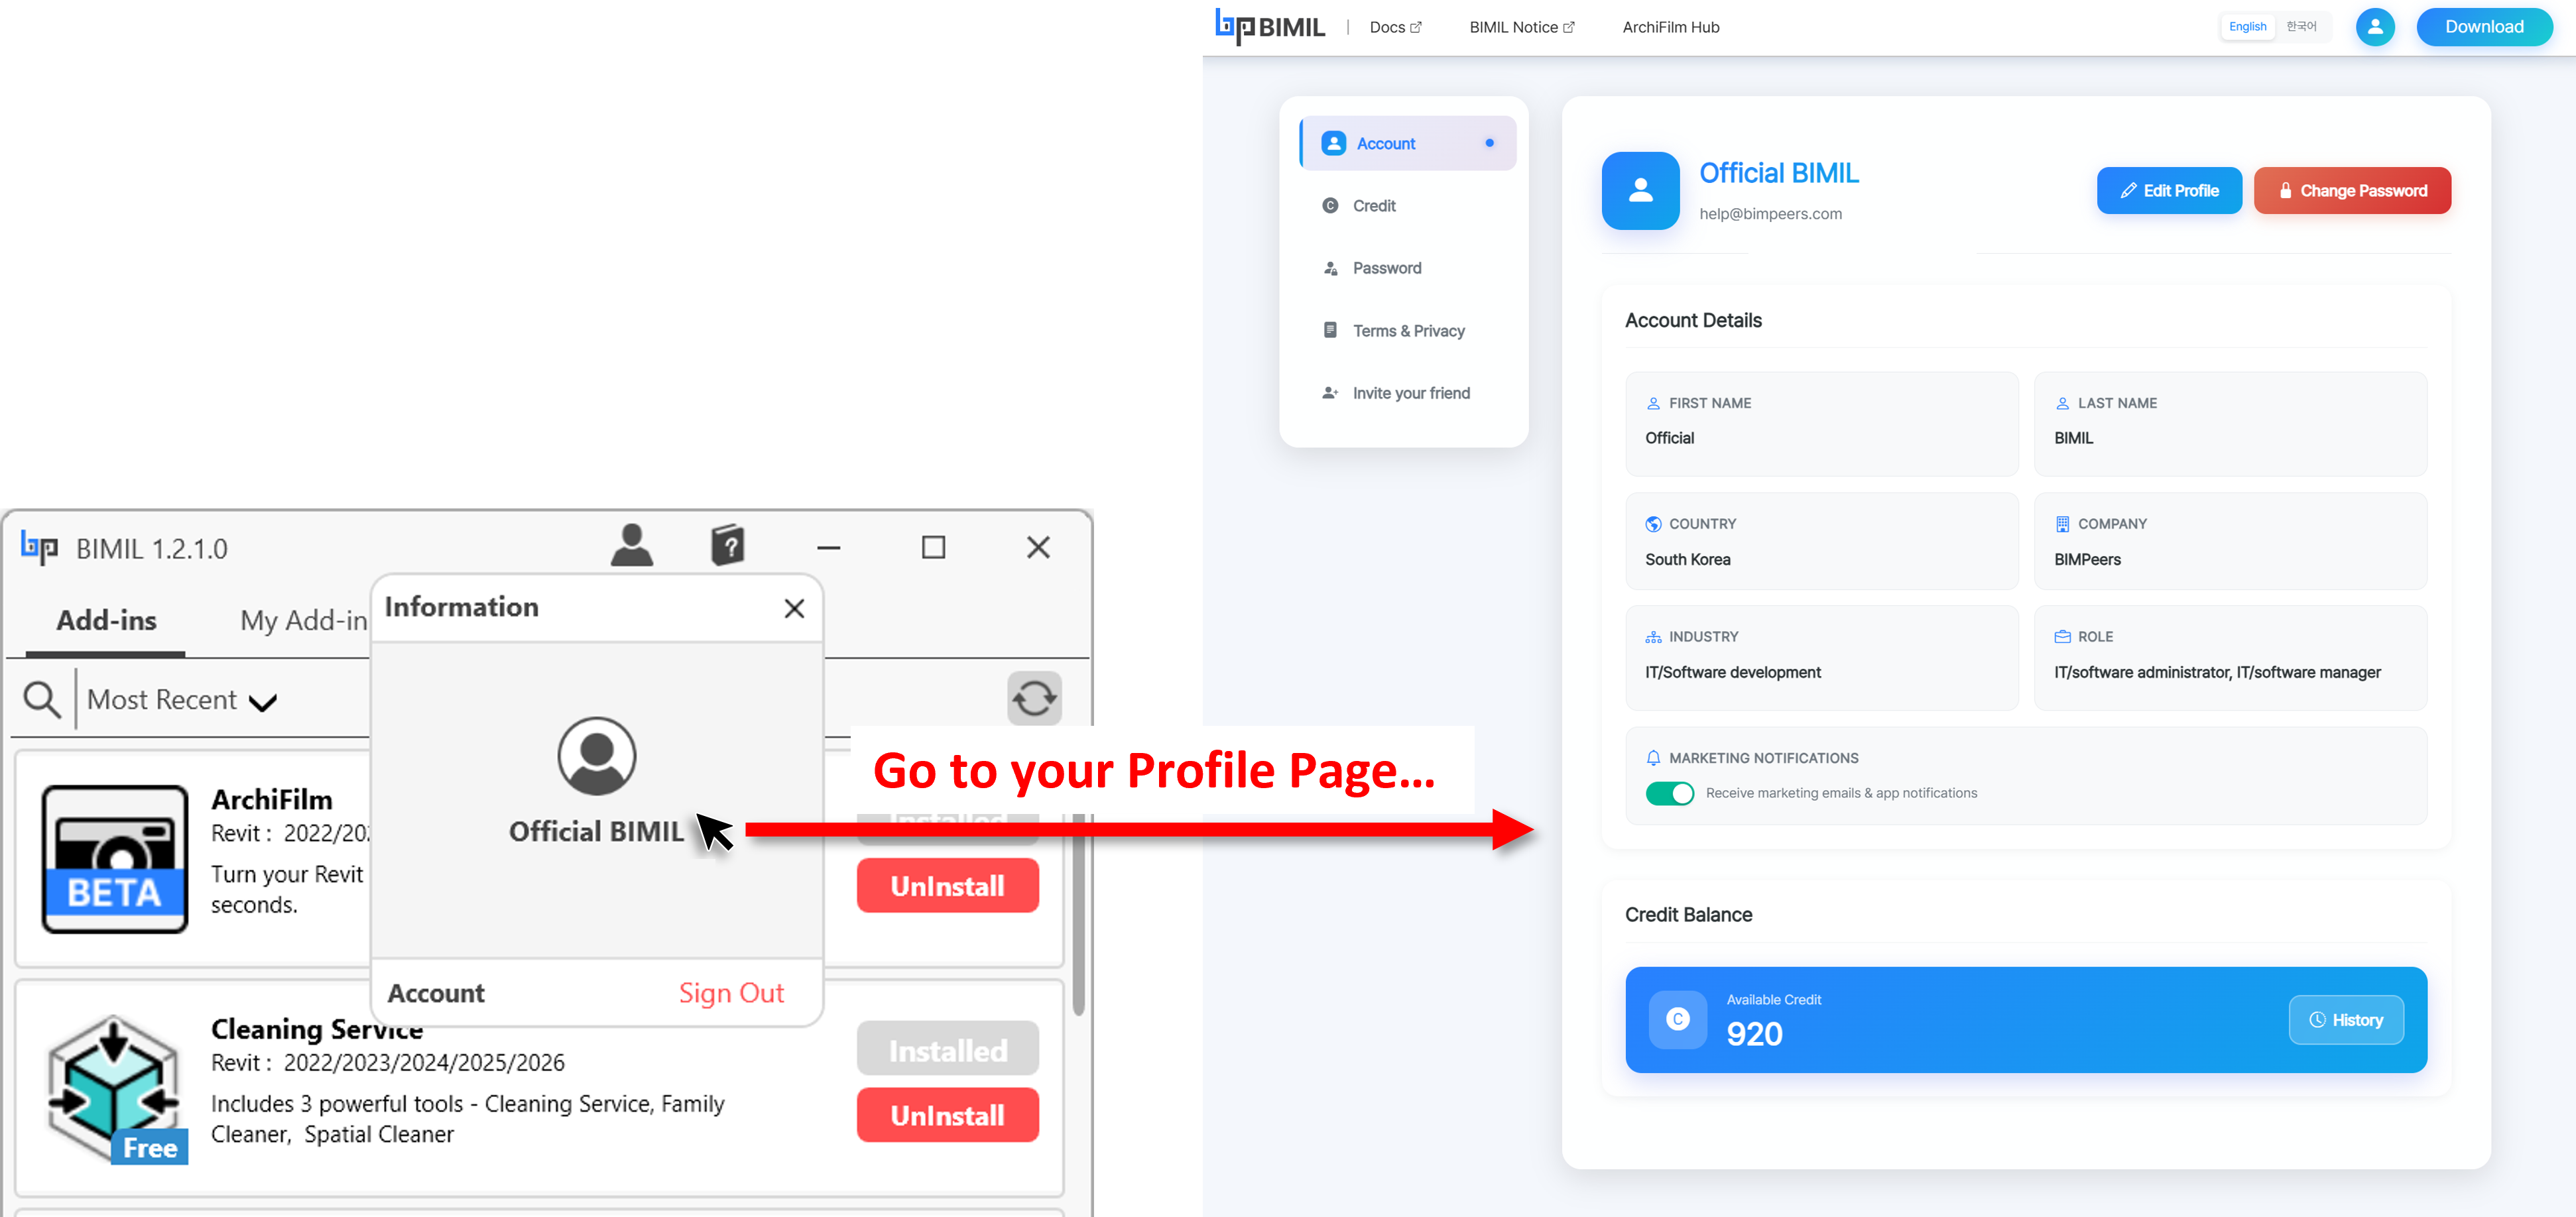 bp BIMIL | Docs BIMIL Notice ArchiFilm Hub English 한국어 Download
Account
Credit
Password
Terms & Privacy
Invite your friend
Official BIMIL
help@bimpeers.com
Edit Profile
Change Password
Account Details
FIRST NAME
Official
LAST NAME
BIMIL
COUNTRY
South Korea
COMPANY
BIMPeers
INDUSTRY
IT/Software development
ROLE
IT/software administrator, IT/software manager
MARKETING NOTIFICATIONS
Receive marketing emails & app notifications
Credit Balance
Available Credit
920
History
bp BIMIL 1.2.1.0
Add-ins
My Add-in
Most Recent
Information
Official BIMIL
Account
Sign Out
Go to your Profile Page...
ArchiFilm
Revit : 2022/202
Turn your Revit
seconds.
BETA
Installed
UnInstall
Cleaning Service
Revit : 2022/2023/2024/2025/2026
Includes 3 powerful tools - Cleaning Service, Family
Cleaner, Spatial Cleaner
Free
Installed
UnInstall